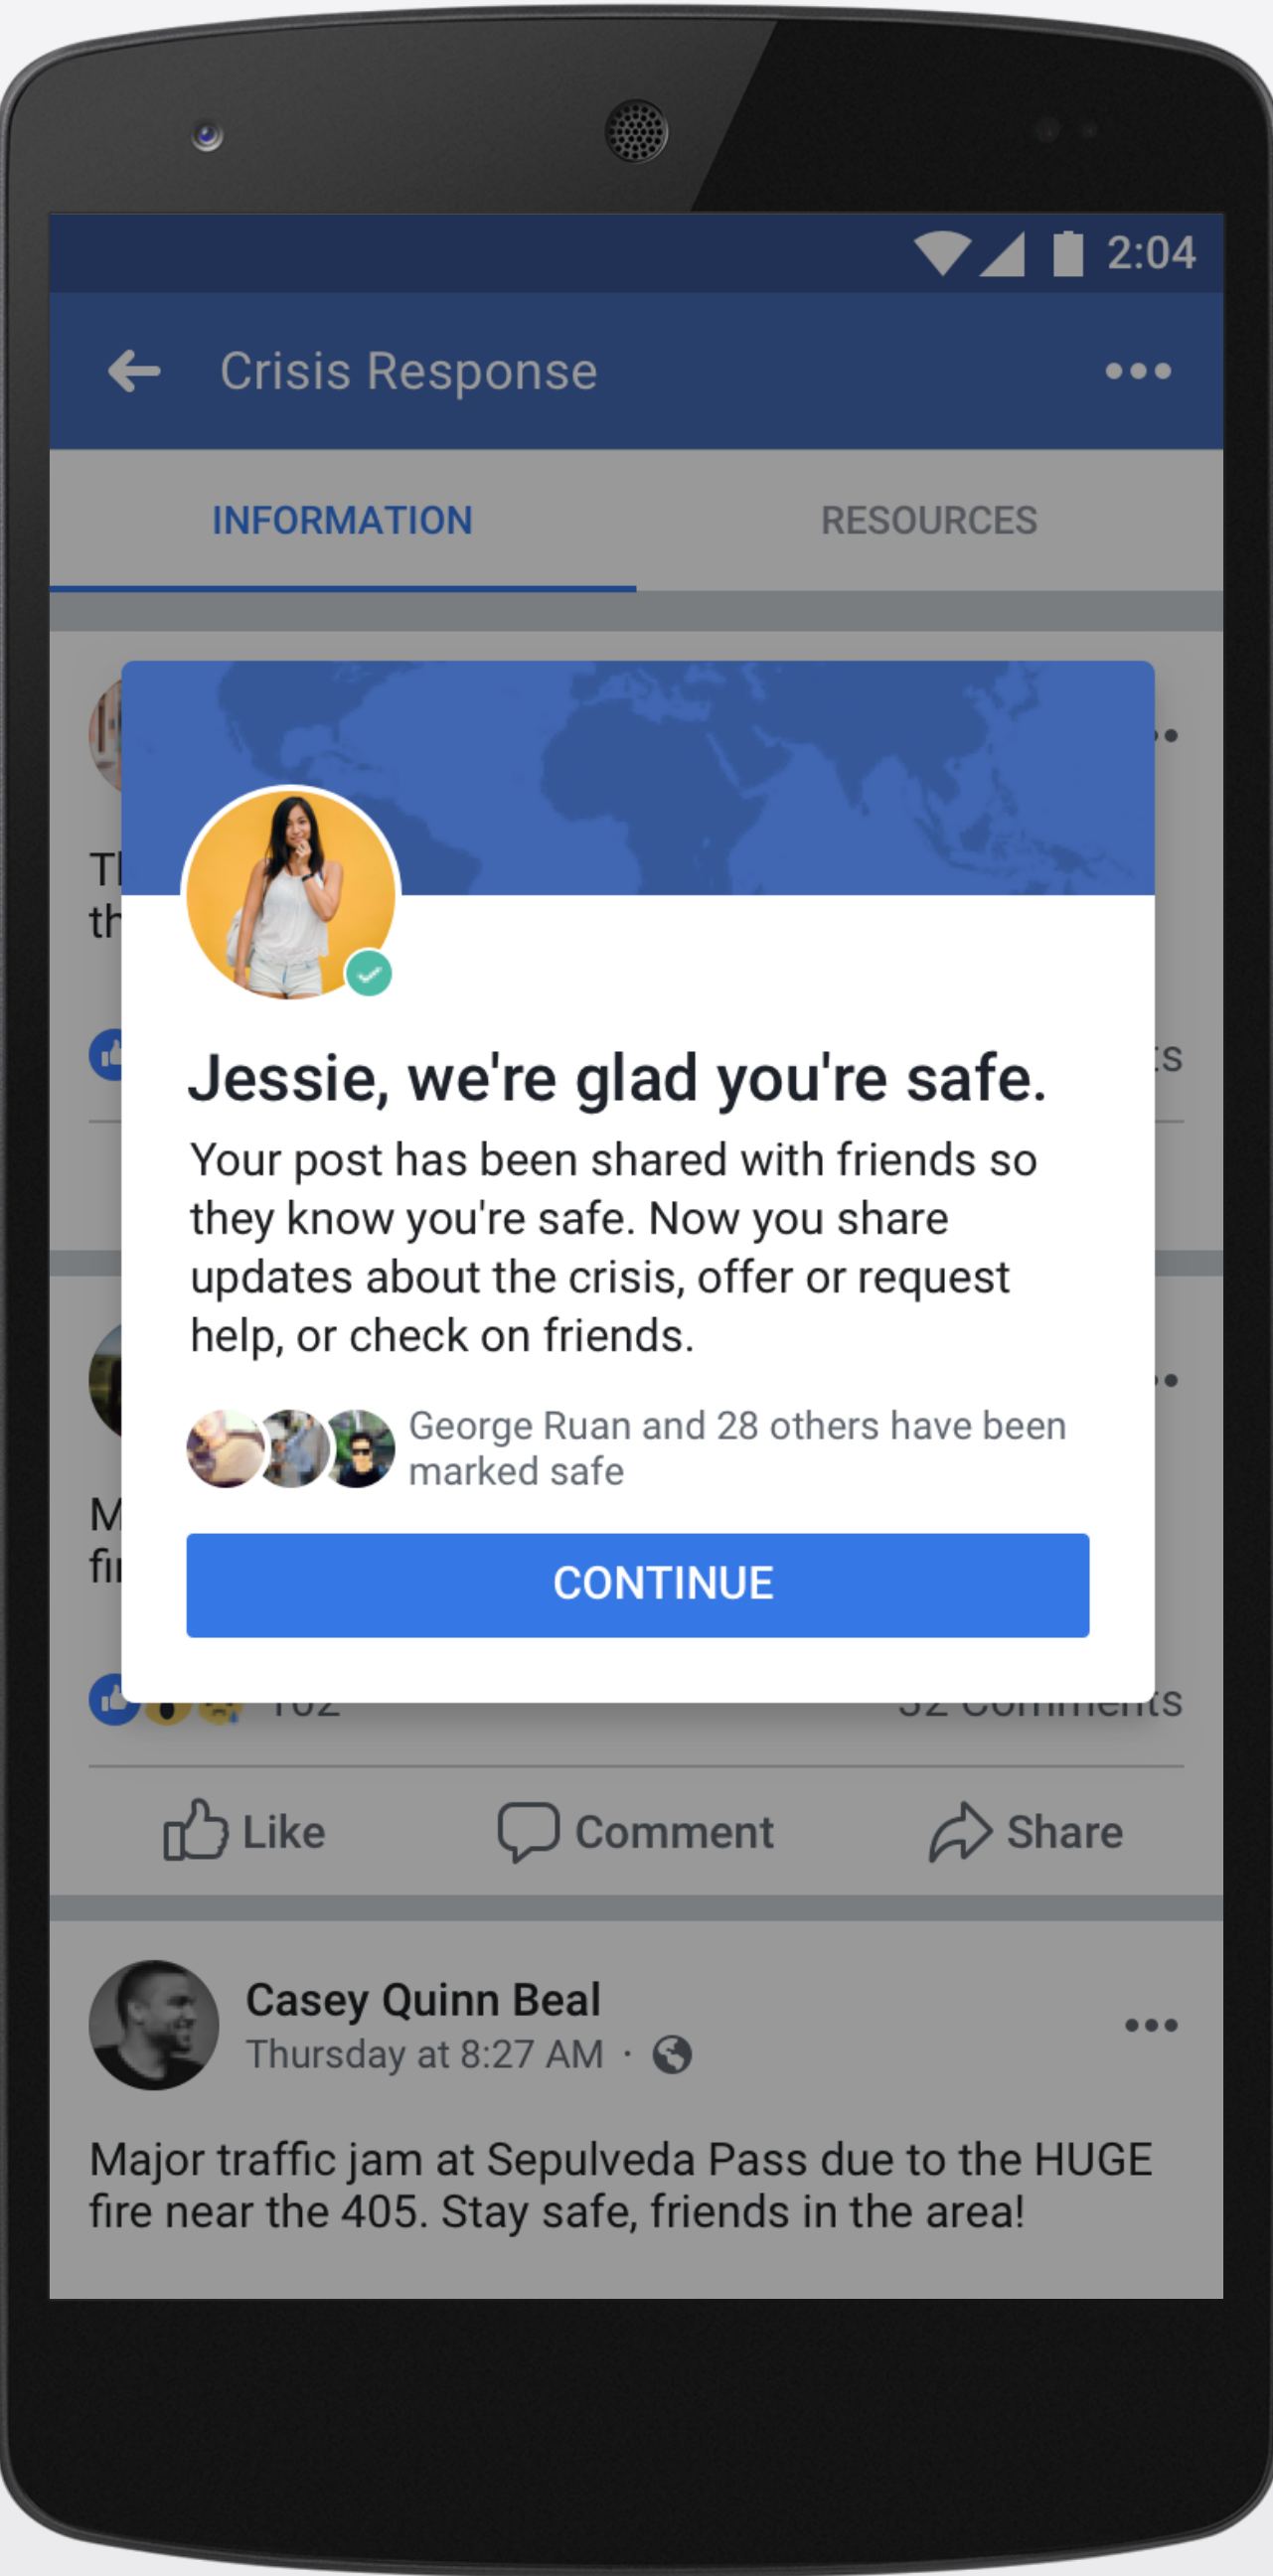 2:04
Crisis Response
INFORMATION RESOURCES
Jessie, we're glad you're safe.
Your post has been shared with friends so
they know you're safe. Now you share
updates about the crisis, offer or request
help, or check on friends.
George Ruan and 28 others have been
marked safe
CONTINUE
Like Comment Share
Casey Quinn Beal
Thursday at 8:27 AM ·
Major traffic jam at Sepulveda Pass due to the HUGE
fire near the 405. Stay safe, friends in the area!